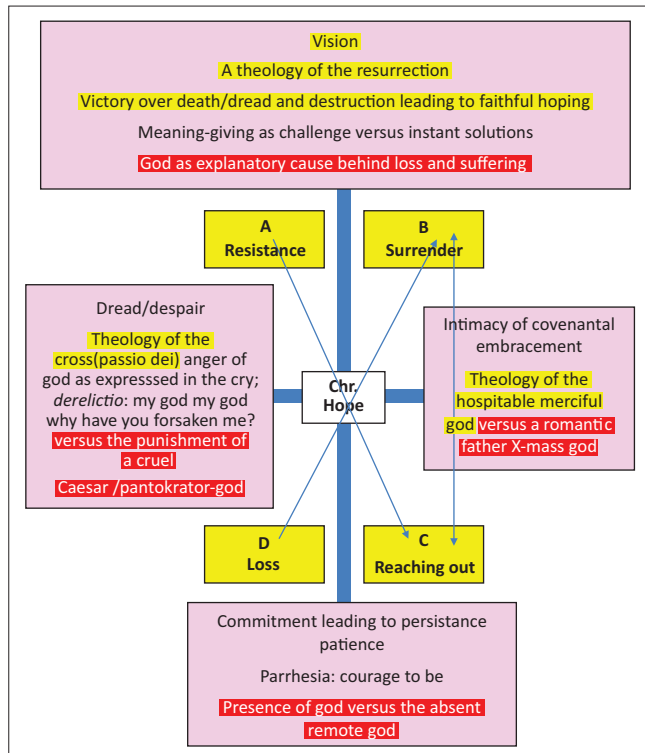 Vision
A theology of the resurrection
Victory over death/dread and destruction leading to faithful hoping
Meaning-giving as challenge versus instant solutions
God as explanatory cause behind loss and suffering
A
Resistance
B
Surrender
Dread/despair
Theology of the
cross(passio dei) anger of
god as expresssed in the cry;
derelictio: my god my god
why have you forsaken me?
versus the punishment of
a cruel
Caesar /pantokrator-god
Chr.
Hope
Intimacy of covenantal
embracement
Theology of the
hospitable merciful
god versus a romantic
father X-mass god
D
Loss
C
Reaching out
Commitment leading to persistance
patience
Parrhesia: courage to be
Presence of god versus the absent
remote god